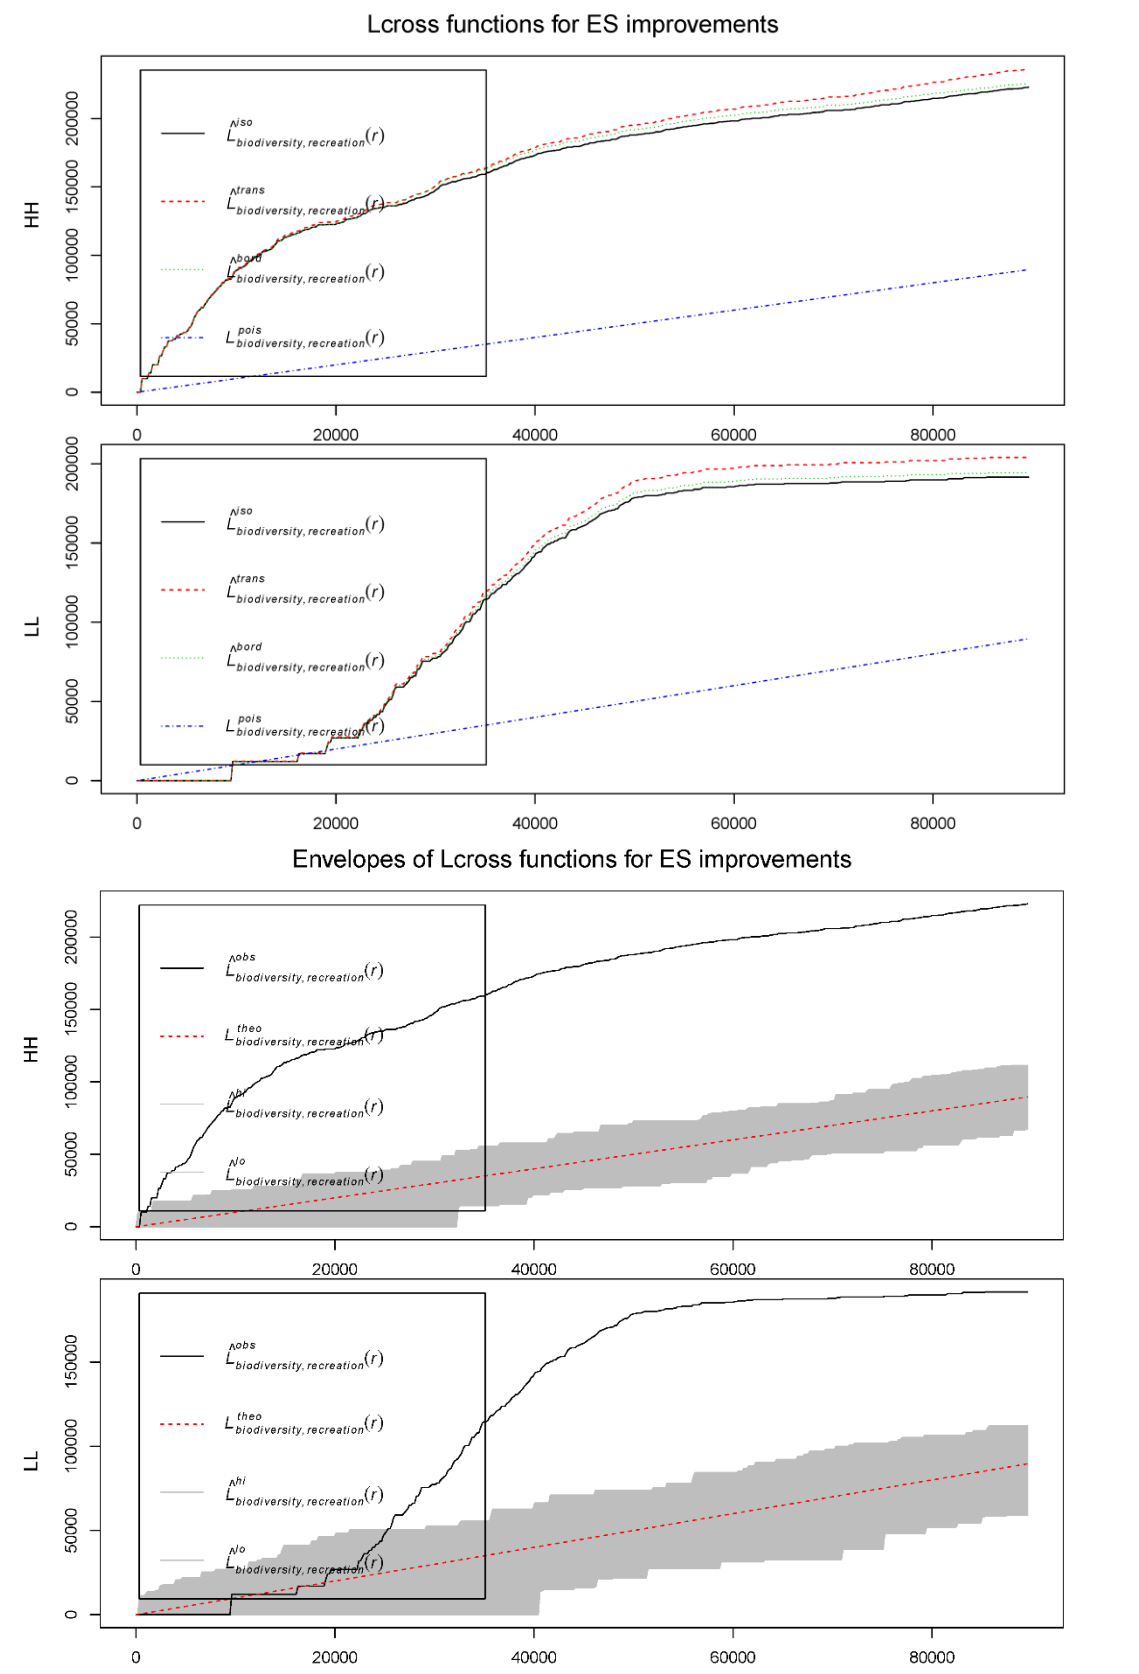 Lcross functions for ES improvements
HH
200000
150000
100000
50000
0
L̂ iso biodiversity, recreation (r)
L̂ trans biodiversity, recreation (r)
L̂ bord biodiversity, recreation (r)
L pois biodiversity, recreation (r)
0 20000 40000 60000 80000
LL
200000
150000
100000
50000
0
L̂ iso biodiversity, recreation (r)
L̂ trans biodiversity, recreation (r)
L̂ bord biodiversity, recreation (r)
L pois biodiversity, recreation (r)
0 20000 40000 60000 80000
Envelopes of Lcross functions for ES improvements
HH
200000
150000
100000
50000
0
L̂ obs biodiversity, recreation (r)
L theo biodiversity, recreation (r)
L̂ hi biodiversity, recreation (r)
L̂ lo biodiversity, recreation (r)
0 20000 40000 60000 80000
LL
150000
100000
50000
0
L̂ obs biodiversity, recreation (r)
L theo biodiversity, recreation (r)
L̂ hi biodiversity, recreation (r)
L̂ lo biodiversity, recreation (r)
0 20000 40000 60000 80000